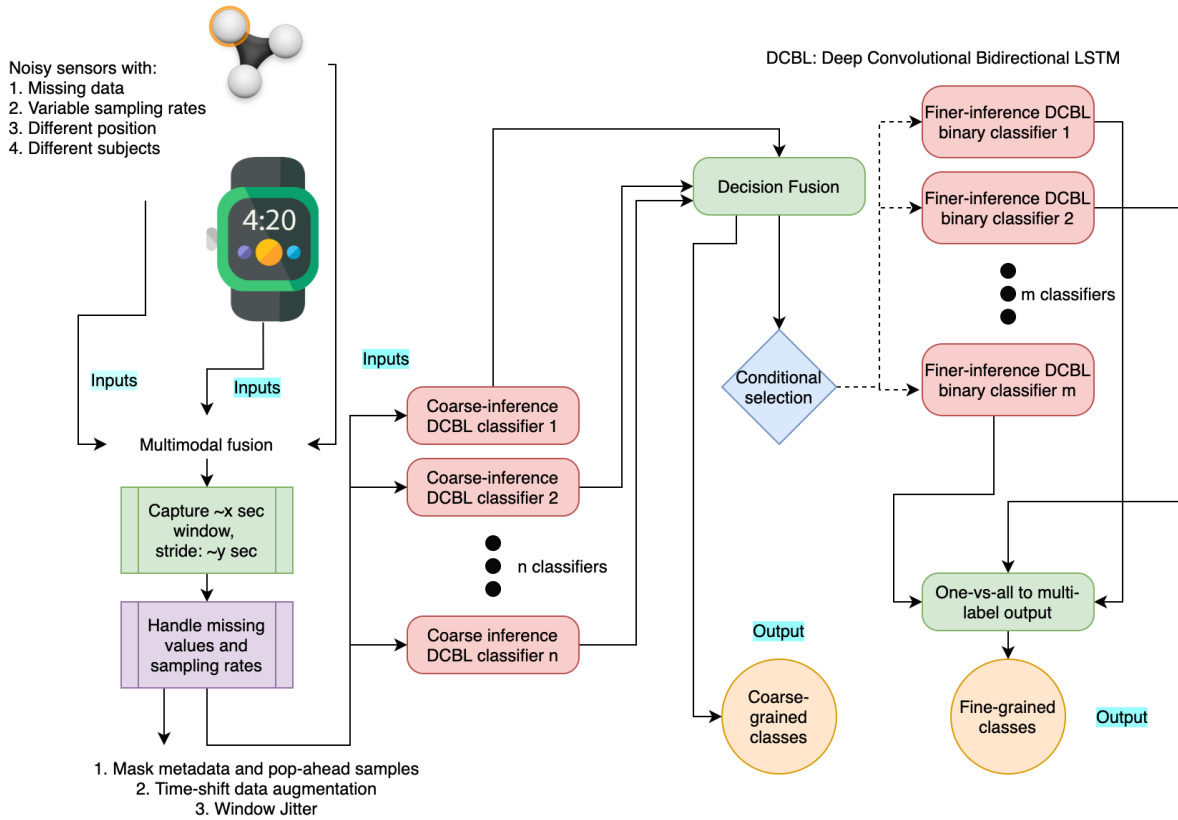 Noisy sensors with:
1. Missing data
2. Variable sampling rates
3. Different position
4. Different subjects
4:20
Inputs
Inputs
Multimodal fusion
Capture ~x sec
window,
stride: ~y sec
Handle missing
values and
sampling rates
1. Mask metadata and pop-ahead samples
2. Time-shift data augmentation
3. Window Jitter
Inputs
Coarse-inference
DCBL classifier 1
Coarse-inference
DCBL classifier 2
n classifiers
Coarse inference
DCBL classifier n
DCBL: Deep Convolutional Bidirectional LSTM
Decision Fusion
Conditional
selection
Output
Coarse-
grained
classes
Finer-inference DCBL
binary classifier 1
Finer-inference DCBL
binary classifier 2
m classifiers
Finer-inference DCBL
binary classifier m
One-vs-all to multi-
label output
Fine-grained
classes
Output